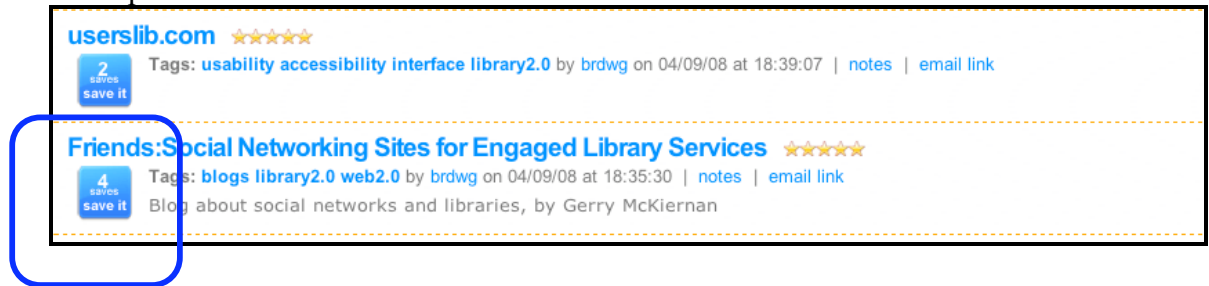 userslib.com
2
saves
save it
Tags: usability accessibility interface library2.0 by brdwg on 04/09/08 at 18:39:07 | notes | email link
Friends:Social Networking Sites for Engaged Library Services
4
saves
save it
Tags: blogs library2.0 web2.0 by brdwg on 04/09/08 at 18:35:30 | notes | email link
Blog about social networks and libraries, by Gerry McKiernan